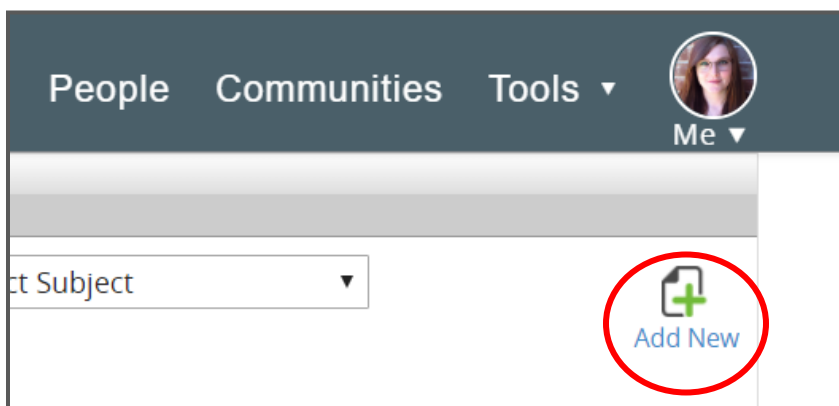 People Communities Tools ▼
Me ▼
ct Subject ▼
Add New